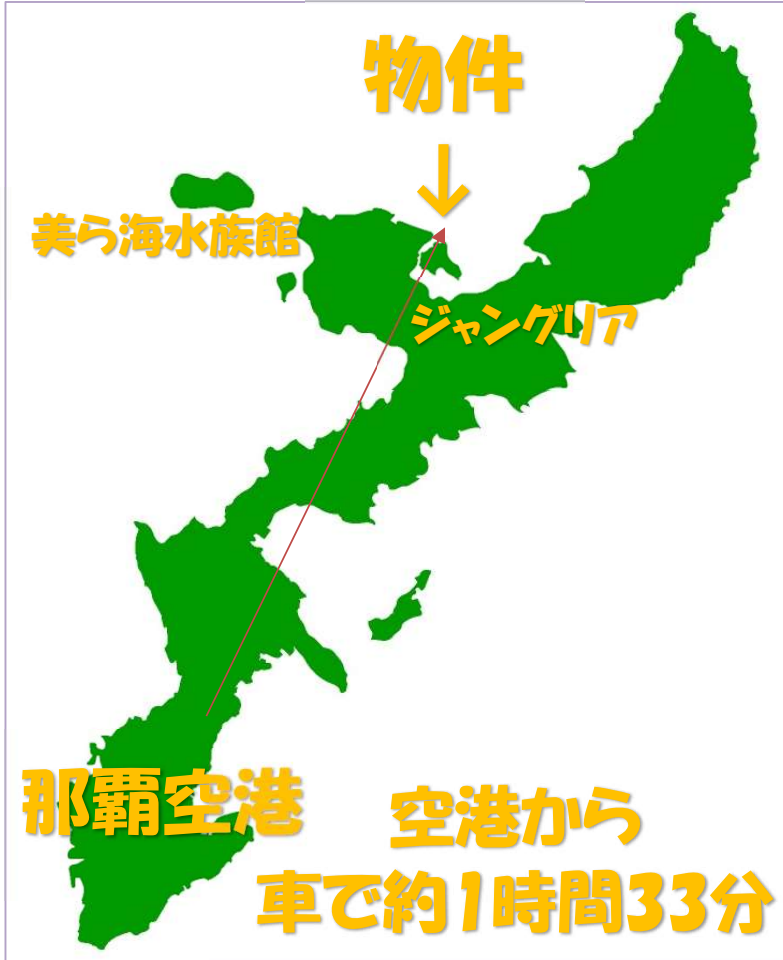 物件
↓
美ら海水族館
ジャングリア
那覇空港
空港から
車で約1時間33分